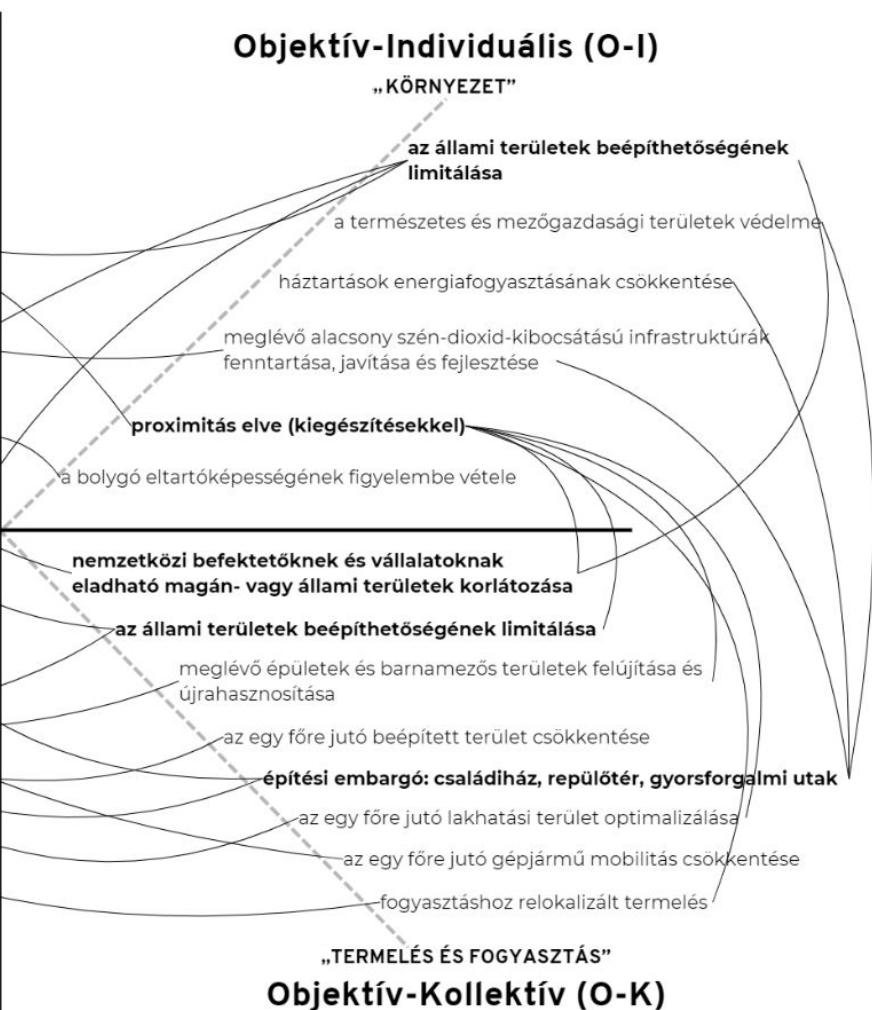 Objektív-Individuális (O-I)
„KÖRNYEZET”
az állami területek beépíthetőségének
limitálása
a természetes és mezőgazdasági területek védelme
háztartások energiafogyasztásának csökkentése
meglévő alacsony szén-dioxid-kibocsátású infrastruktúrák
fenntartása, javítása és fejlesztése
proximitás elve (kiegészítésekkel)
a bolygó eltartóképességének figyelembe vétele
nemzetközi befektetőknek és vállalatoknak
eladható magán- vagy állami területek korlátozása
az állami területek beépíthetőségének limitálása
meglévő épületek és barnamezős területek felújítása és
újrahasznosítása
az egy főre jutó beépített terület csökkentése
építési embargó: családiház, repülőtér, gyorsforgalmi utak
az egy főre jutó lakhatási terület optimalizálása
az egy főre jutó gépjármű mobilitás csökkentése
fogyasztáshoz relokalizált termelés
„TERMELÉS ÉS FOGYASZTÁS”
Objektív-Kollektív (O-K)